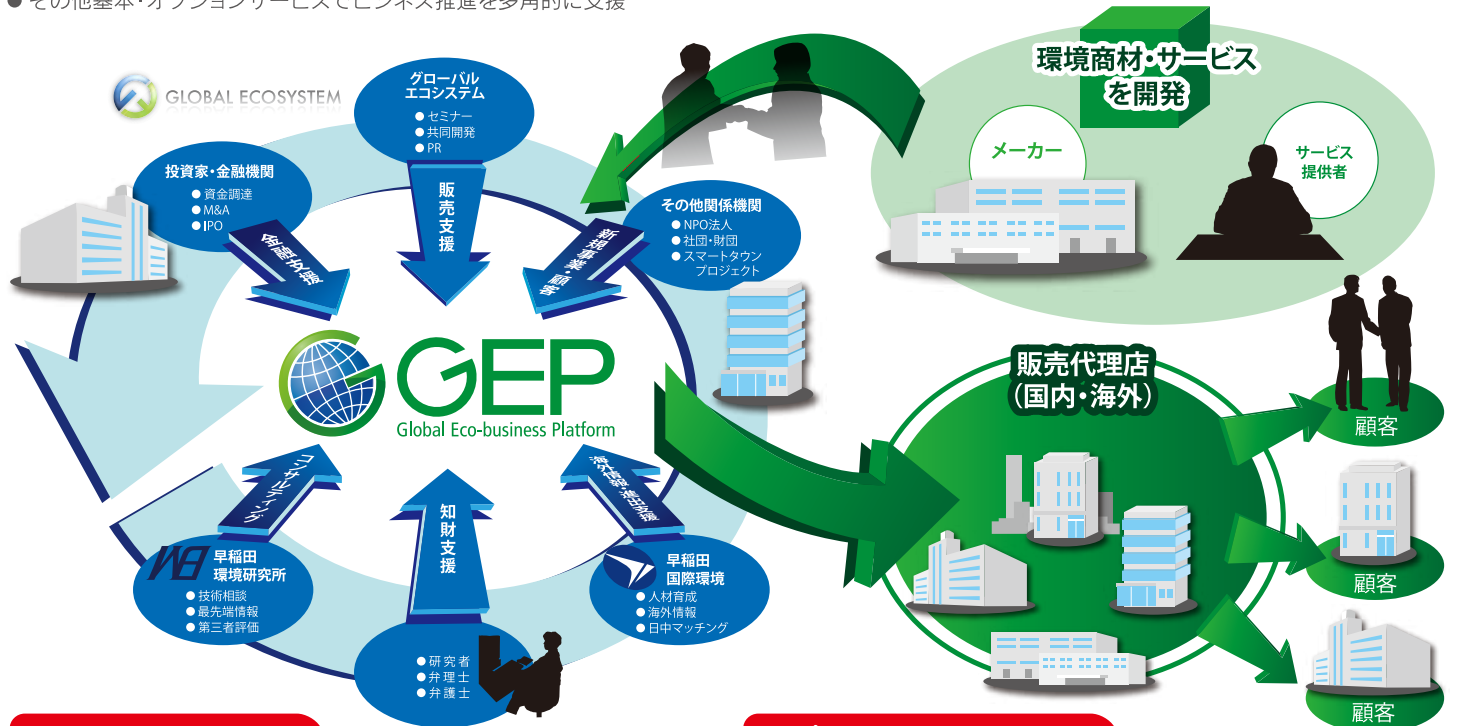 ● その他基本・オプションサービスでビジネス推進を多角的に支援
GLOBAL ECOSYSTEM
グローバル
エコシステム
● セミナー
● 共同開発
● PR
販売支援
投資家・金融機関
● 資金調達
● M&A
● IPO
金融支援
その他関係機関
● NPO法人
● 社団・財団
● スマートタウン
プロジェクト
新規事業・顧客
GEP
Global Eco-business Platform
コンサルティング
早稲田
環境研究所
● 技術相談
● 最先端情報
● 第三者評価
知財支援
● 研究者
● 弁理士
● 弁護士
海外情報・進出支援
早稲田
国際環境
● 人材育成
● 海外情報
● 日中マッチング
環境商材・サービス
を開発
メーカー
サービス
提供者
販売代理店
（国内・海外）
顧客
顧客
顧客